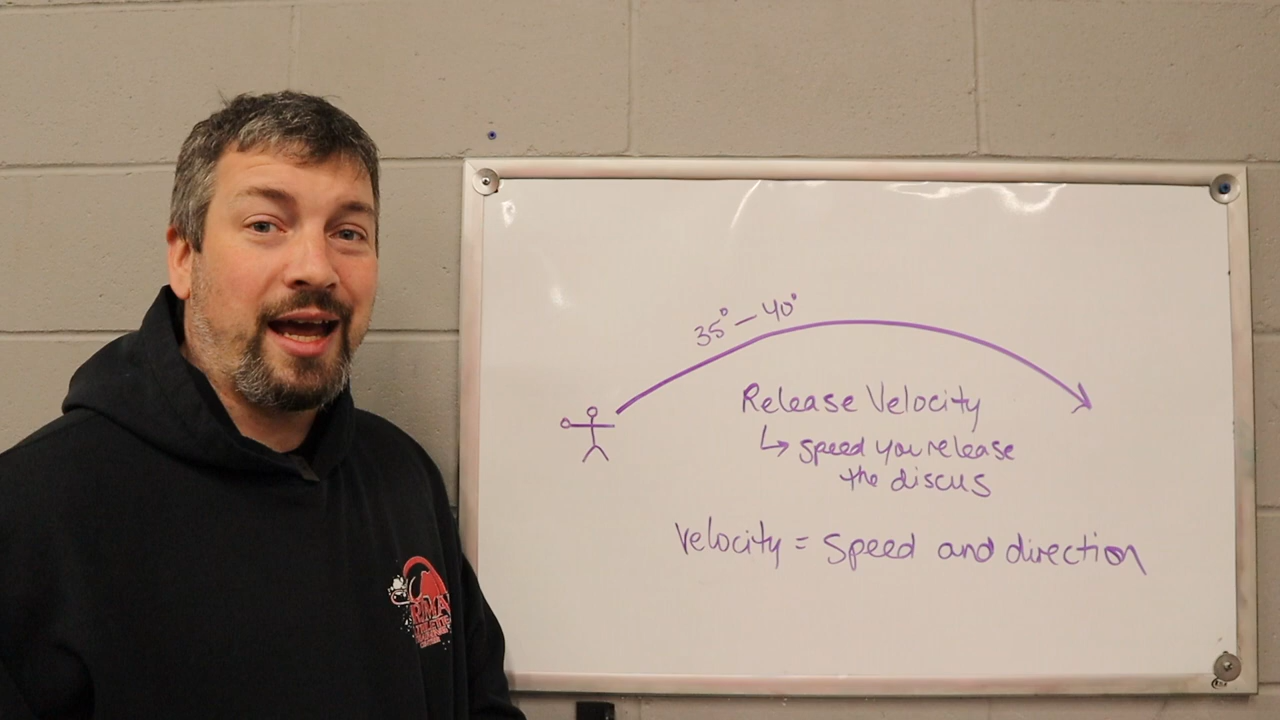 35° – 40°
Release Velocity
↳ speed you release
the discus
velocity = speed and direction